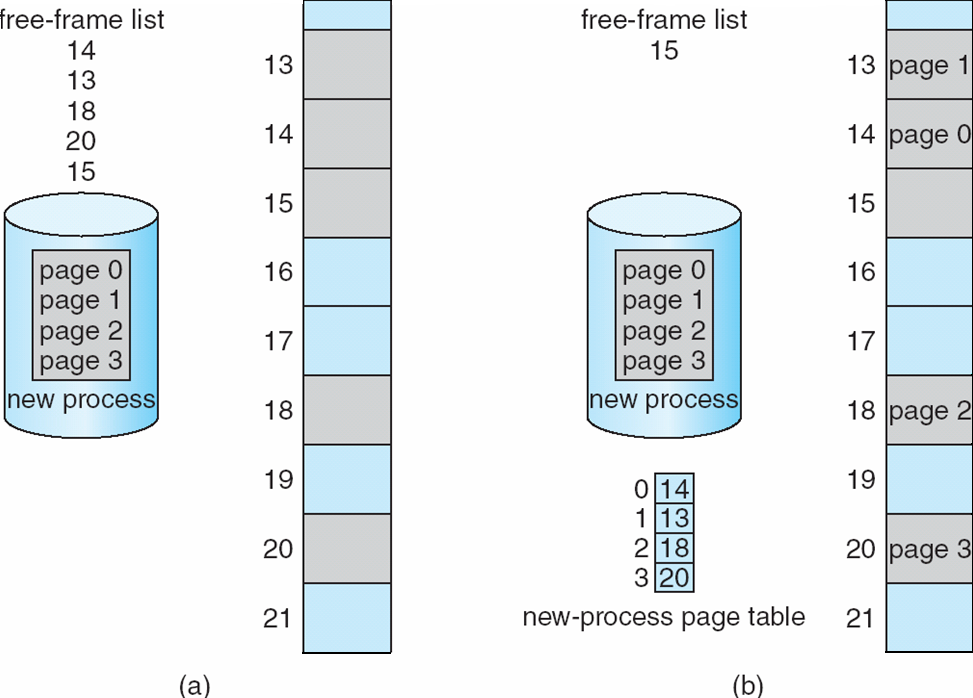 free-frame list
14
13
18
20
15
page 0
page 1
page 2
page 3
new process
13
14
15
16
17
18
19
20
21
(a)
free-frame list
15
page 0
page 1
page 2
page 3
new process
0 14
1 13
2 18
3 20
new-process page table
13 page 1
14 page 0
15
16
17
18 page 2
19
20 page 3
21
(b)